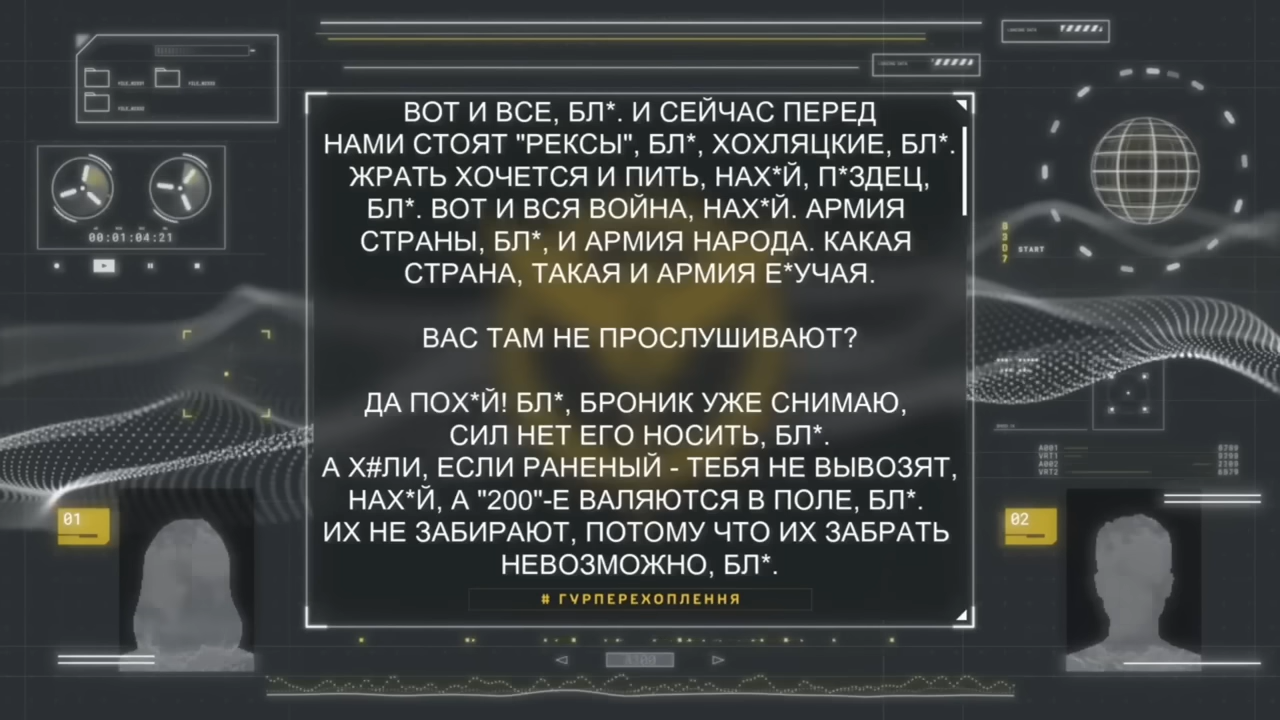 ВОТ И ВСЕ, БЛ*. И СЕЙЧАС ПЕРЕД
НАМИ СТОЯТ "РЕКСЫ", БЛ*, ХОХЛЯЦКИЕ, БЛ*.
ЖРАТЬ ХОЧЕТСЯ И ПИТЬ, НАХ*Й, П*ЗДЕЦ,
БЛ*. ВОТ И ВСЯ ВОЙНА, НАХ*Й. АРМИЯ
СТРАНЫ, БЛ*, И АРМИЯ НАРОДА. КАКАЯ
СТРАНА, ТАКАЯ И АРМИЯ Е*УЧАЯ.
ВАС ТАМ НЕ ПРОСЛУШИВАЮТ?
ДА ПОХ*Й! БЛ*, БРОНИК УЖЕ СНИМАЮ,
СИЛ НЕТ ЕГО НОСИТЬ, БЛ*.
А Х#ЛИ, ЕСЛИ РАНЕНЫЙ - ТЕБЯ НЕ ВЫВОЗЯТ,
НАХ*Й, А "200"-Е ВАЛЯЮТСЯ В ПОЛЕ, БЛ*.
ИХ НЕ ЗАБИРАЮТ, ПОТОМУ ЧТО ИХ ЗАБРАТЬ
НЕВОЗМОЖНО, БЛ*.
# ГУРПЕРЕХОПЛЕННЯ
00:01:04:21
START
01
02